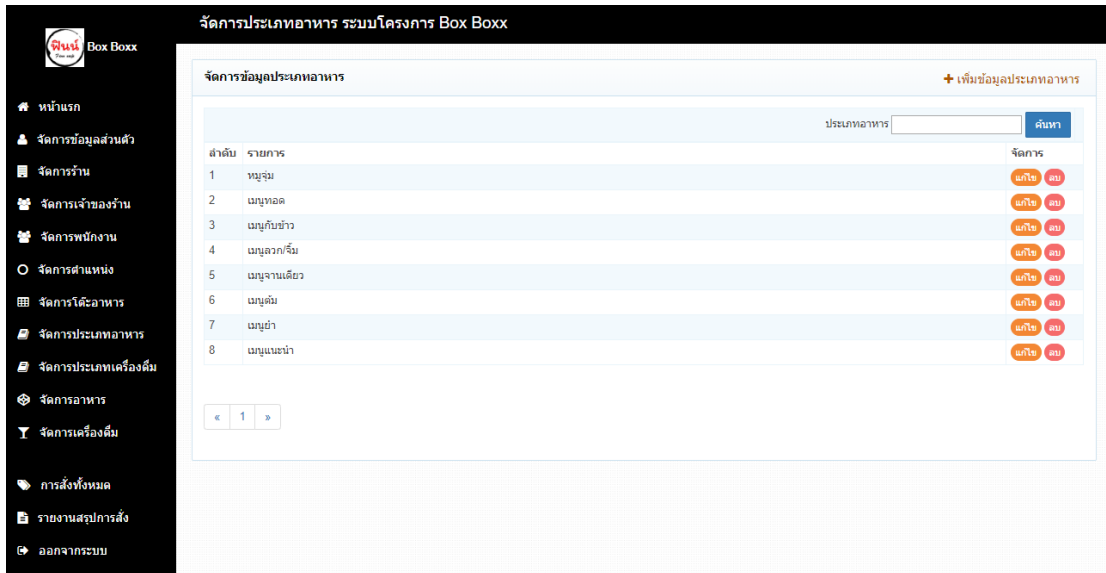 จัดการประเภทอาหาร ระบบโครงการ Box Boxx
ฟินน์ Box Boxx
หน้าแรก
จัดการข้อมูลส่วนตัว
จัดการร้าน
จัดการเจ้าของร้าน
จัดการพนักงาน
จัดการตำแหน่ง
จัดการโต๊ะอาหาร
จัดการประเภทอาหาร
จัดการประเภทเครื่องดื่ม
จัดการอาหาร
จัดการเครื่องดื่ม
การสั่งทั้งหมด
รายงานสรุปการสั่ง
ออกจากระบบ
จัดการข้อมูลประเภทอาหาร
+ เพิ่มข้อมูลประเภทอาหาร
ประเภทอาหาร ค้นหา
ลำดับ รายการ จัดการ
1 หมูจุ่ม แก้ไข ลบ
2 เมนูทอด แก้ไข ลบ
3 เมนูกับข้าว แก้ไข ลบ
4 เมนูลวก/จิ้ม แก้ไข ลบ
5 เมนูจานเดียว แก้ไข ลบ
6 เมนูต้ม แก้ไข ลบ
7 เมนูยำ แก้ไข ลบ
8 เมนูแนะนำ แก้ไข ลบ
« 1 »